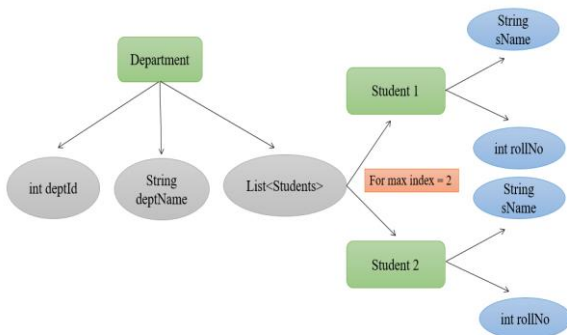 String
sName
Department
Student 1
int rollNo
int deptId
String
deptName
List<Students>
For max index = 2
String
sName
Student 2
int rollNo